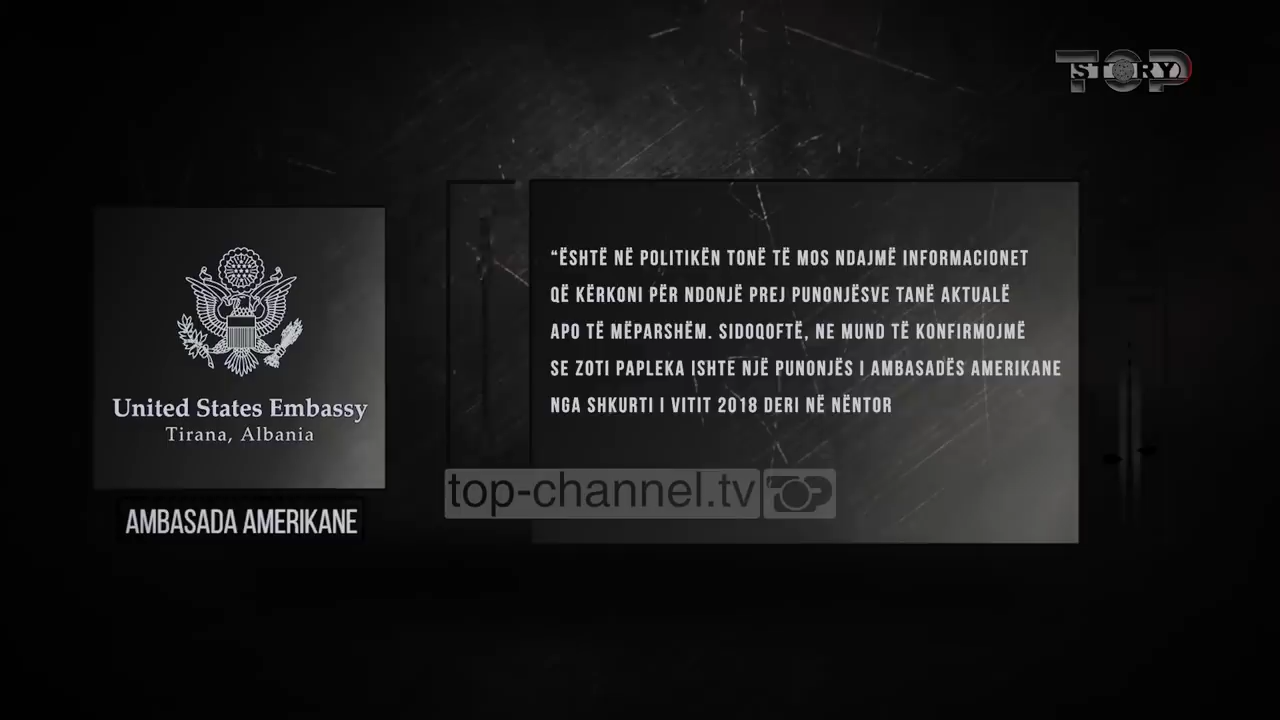 TOP STORY
“ËSHTË NË POLITIKËN TONË TË MOS NDAJMË INFORMACIONET
QË KËRKONI PËR NDONJË PREJ PUNONJËSVE TANË AKTUALË
APO TË MËPARSHËM. SIDOQOFTË, NE MUND TË KONFIRMOJMË
SE ZOTI PAPLEKA ISHTE NJË PUNONJËS I AMBASADËS AMERIKANE
NGA SHKURTI I VITIT 2018 DERI NË NËNTOR
United States Embassy
Tirana, Albania
AMBASADA AMERIKANE
top-channel.tv TOP